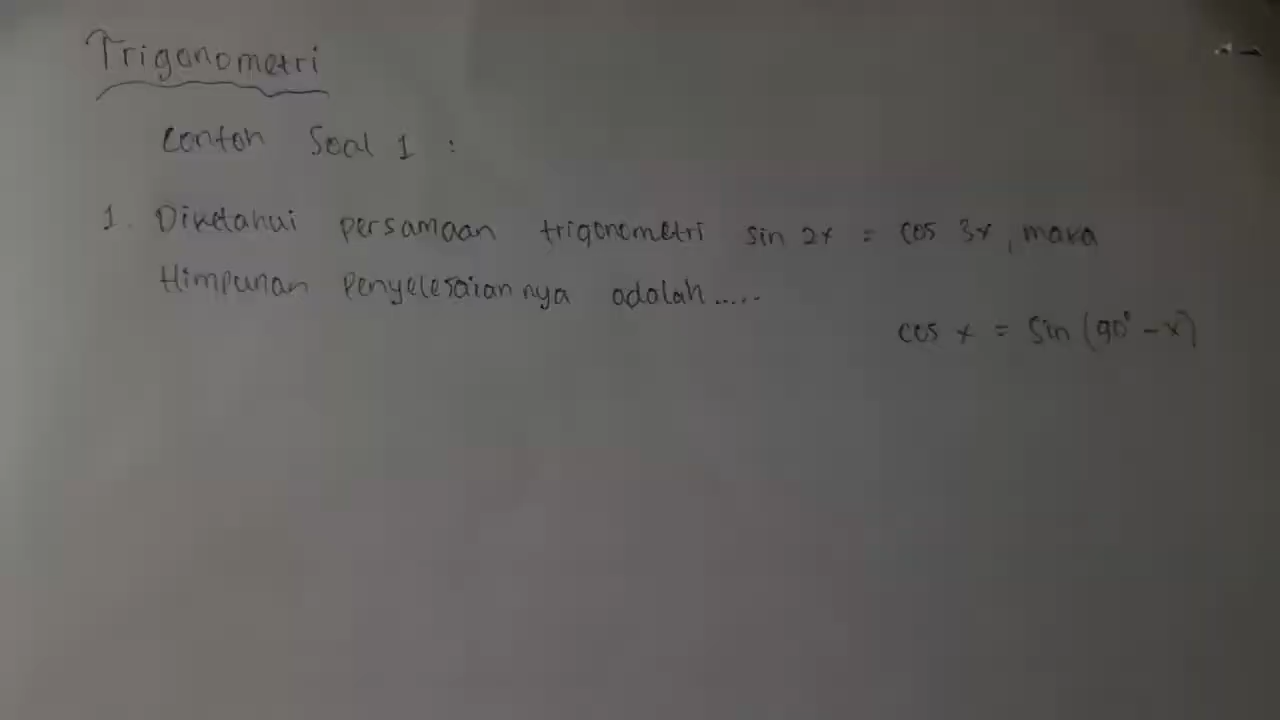 Trigonometri
Contoh Soal 1 :
1. Diketahui persamaan trigonometri sin 2x = cos 3x, maka
Himpunan penyelesaiannya adalah.....
cos x = sin (90° - x)